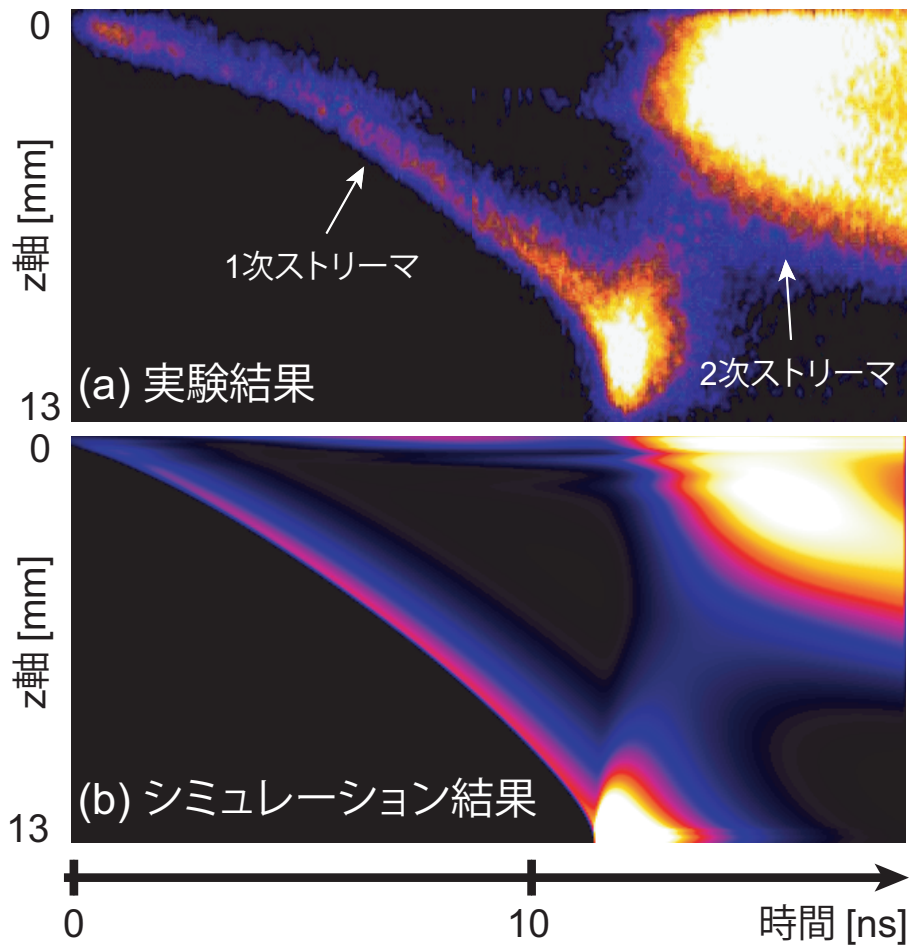 0
z軸 [mm]
1次ストリーマ
2次ストリーマ
(a) 実験結果
13
0
z軸 [mm]
(b) シミュレーション結果
13
0
10
時間 [ns]